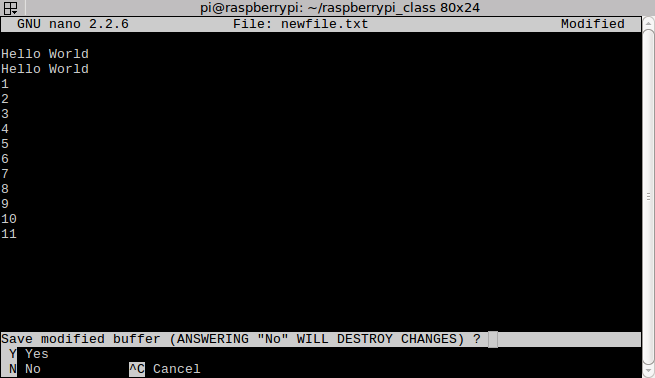 pi@raspberrypi: ~/raspberrypi_class 80x24
GNU nano 2.2.6 File: newfile.txt Modified
Hello World
Hello World
1
2
3
4
5
6
7
8
9
10
11
Save modified buffer (ANSWERING "No" WILL DESTROY CHANGES) ?
Y Yes
N No ^C Cancel